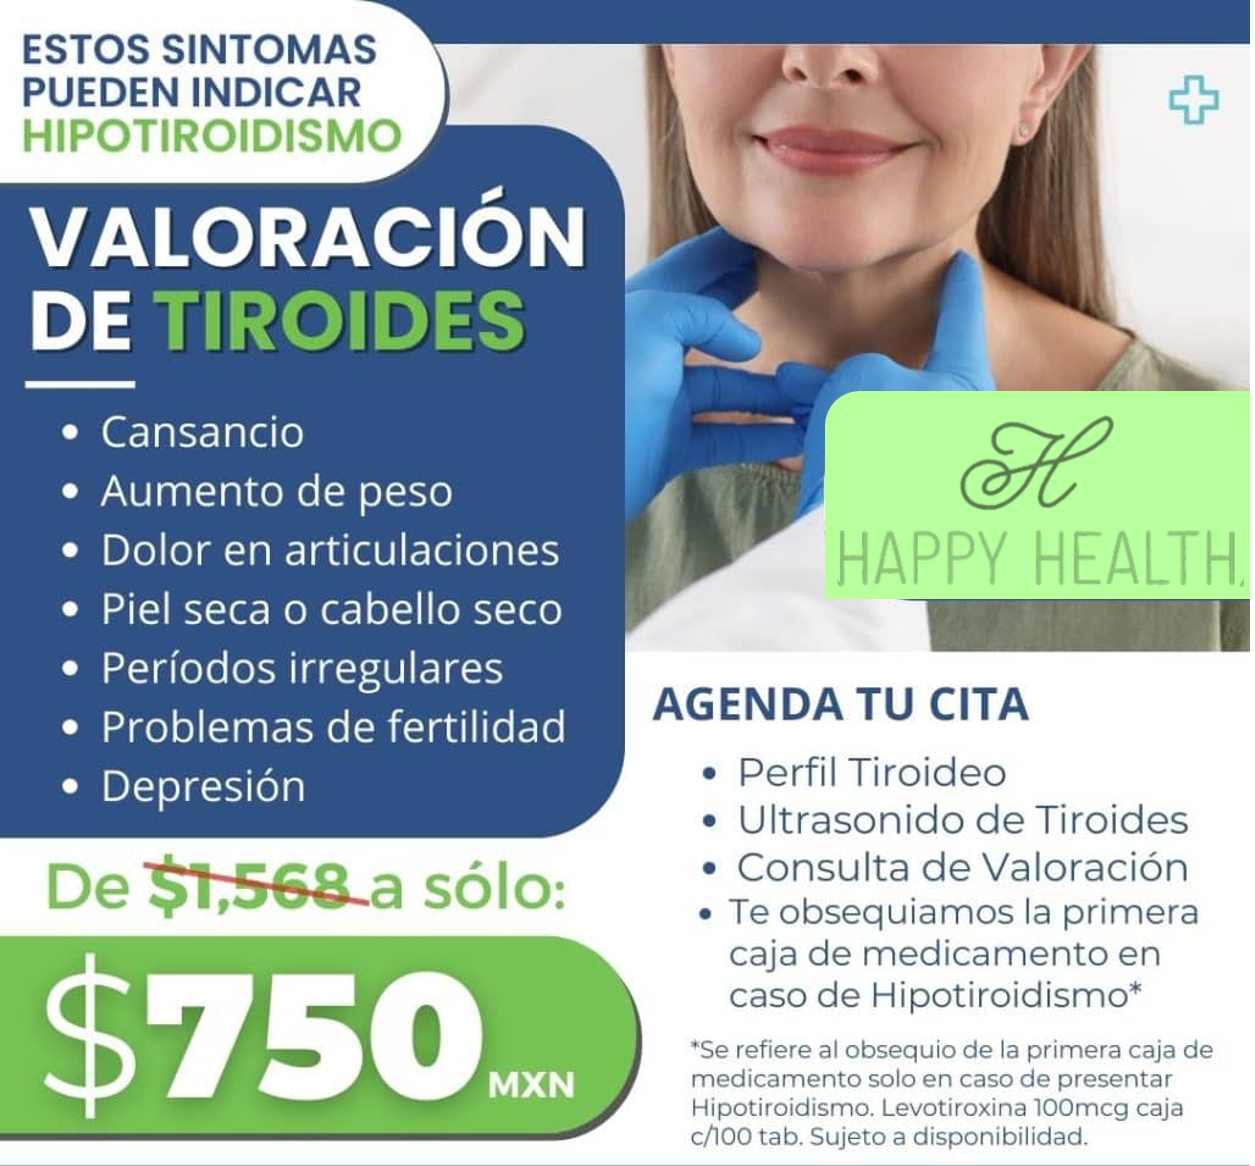 ESTOS SINTOMAS
PUEDEN INDICAR
HIPOTIROIDISMO
VALORACIÓN
DE TIROIDES
• Cansancio
• Aumento de peso
• Dolor en articulaciones
• Piel seca o cabello seco
• Períodos irregulares
• Problemas de fertilidad
• Depresión
De $1,568 a sólo:
$750 MXN
H
HAPPY HEALTH
AGENDA TU CITA
• Perfil Tiroideo
• Ultrasonido de Tiroides
• Consulta de Valoración
• Te obsequiamos la primera
caja de medicamento en
caso de Hipotiroidismo*
*Se refiere al obsequio de la primera caja de
medicamento solo en caso de presentar
Hipotiroidismo. Levotiroxina 100mcg caja
c/100 tab. Sujeto a disponibilidad.